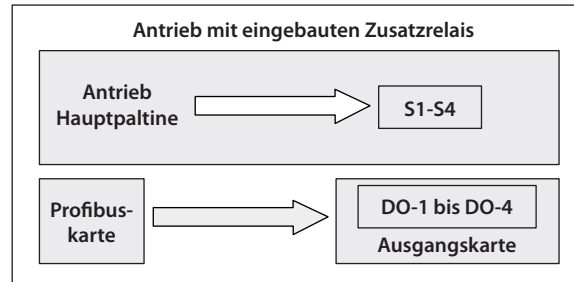 Antrieb mit eingebauten Zusatzrelais
Antrieb
Hauptpaltine
S1-S4
Profibus-
karte
DO-1 bis DO-4
Ausgangskarte